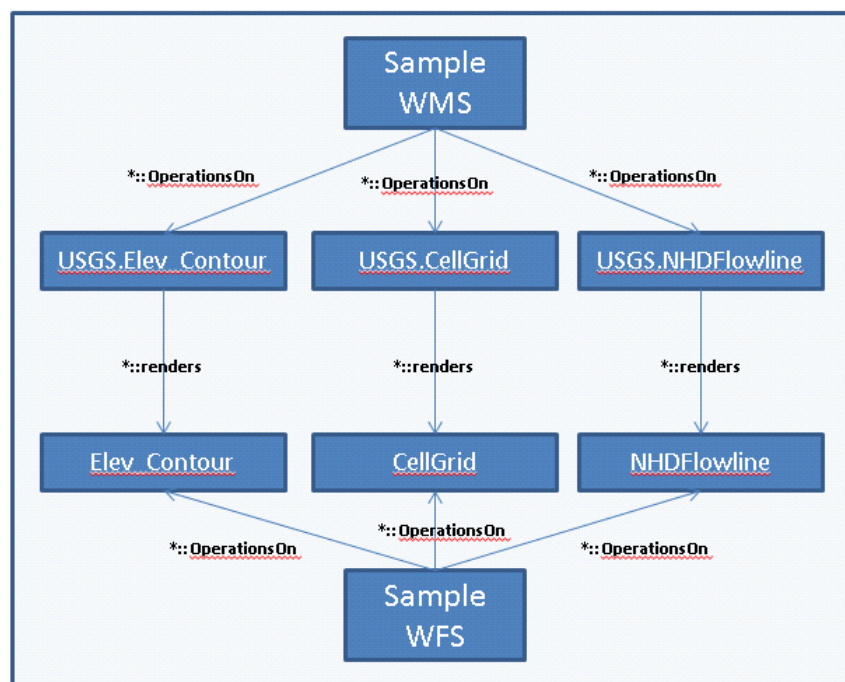 Sample
WMS
*::OperationsOn
*::OperationsOn
*::OperationsOn
USGS.Elev_Contour
USGS.CellGrid
USGS.NHDFlowline
*::renders
*::renders
*::renders
Elev_Contour
CellGrid
NHDFlowline
*::OperationsOn
*::OperationsOn
*::OperationsOn
Sample
WFS